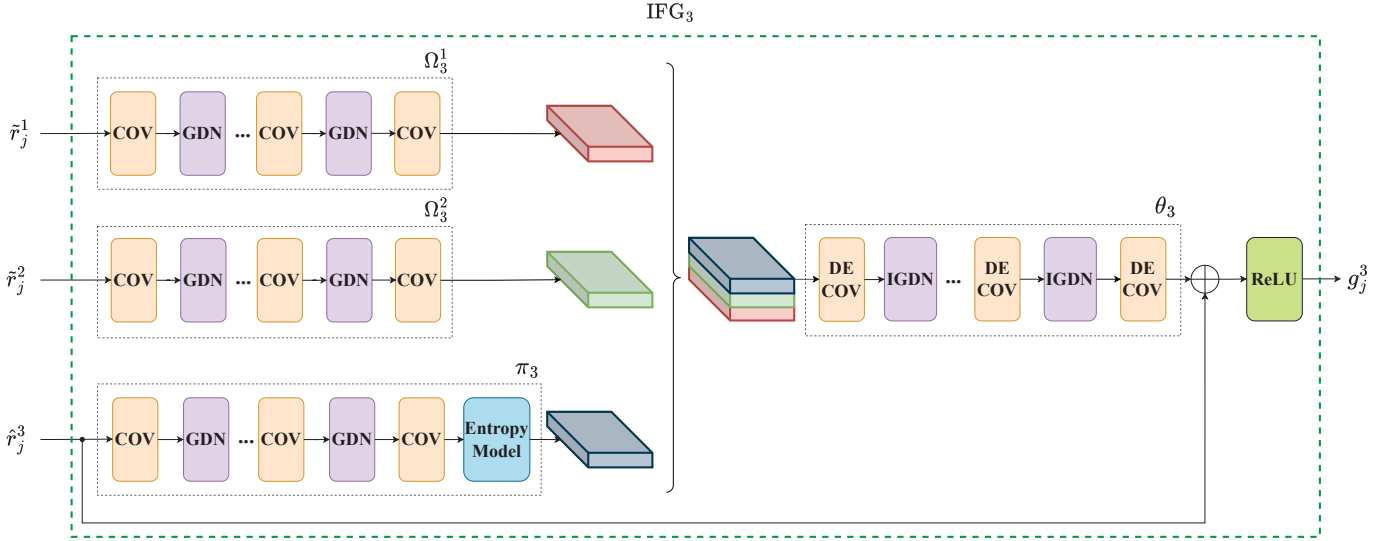 IFG₃
Ω₃¹
r̃ⱼ¹ COV GDN ... COV GDN COV
Ω₃²
r̃ⱼ² COV GDN ... COV GDN COV
θ₃
DE COV IGDN ... DE COV IGDN DE COV ReLU gⱼ³
π₃
r̂ⱼ³ COV GDN ... COV GDN COV Entropy Model